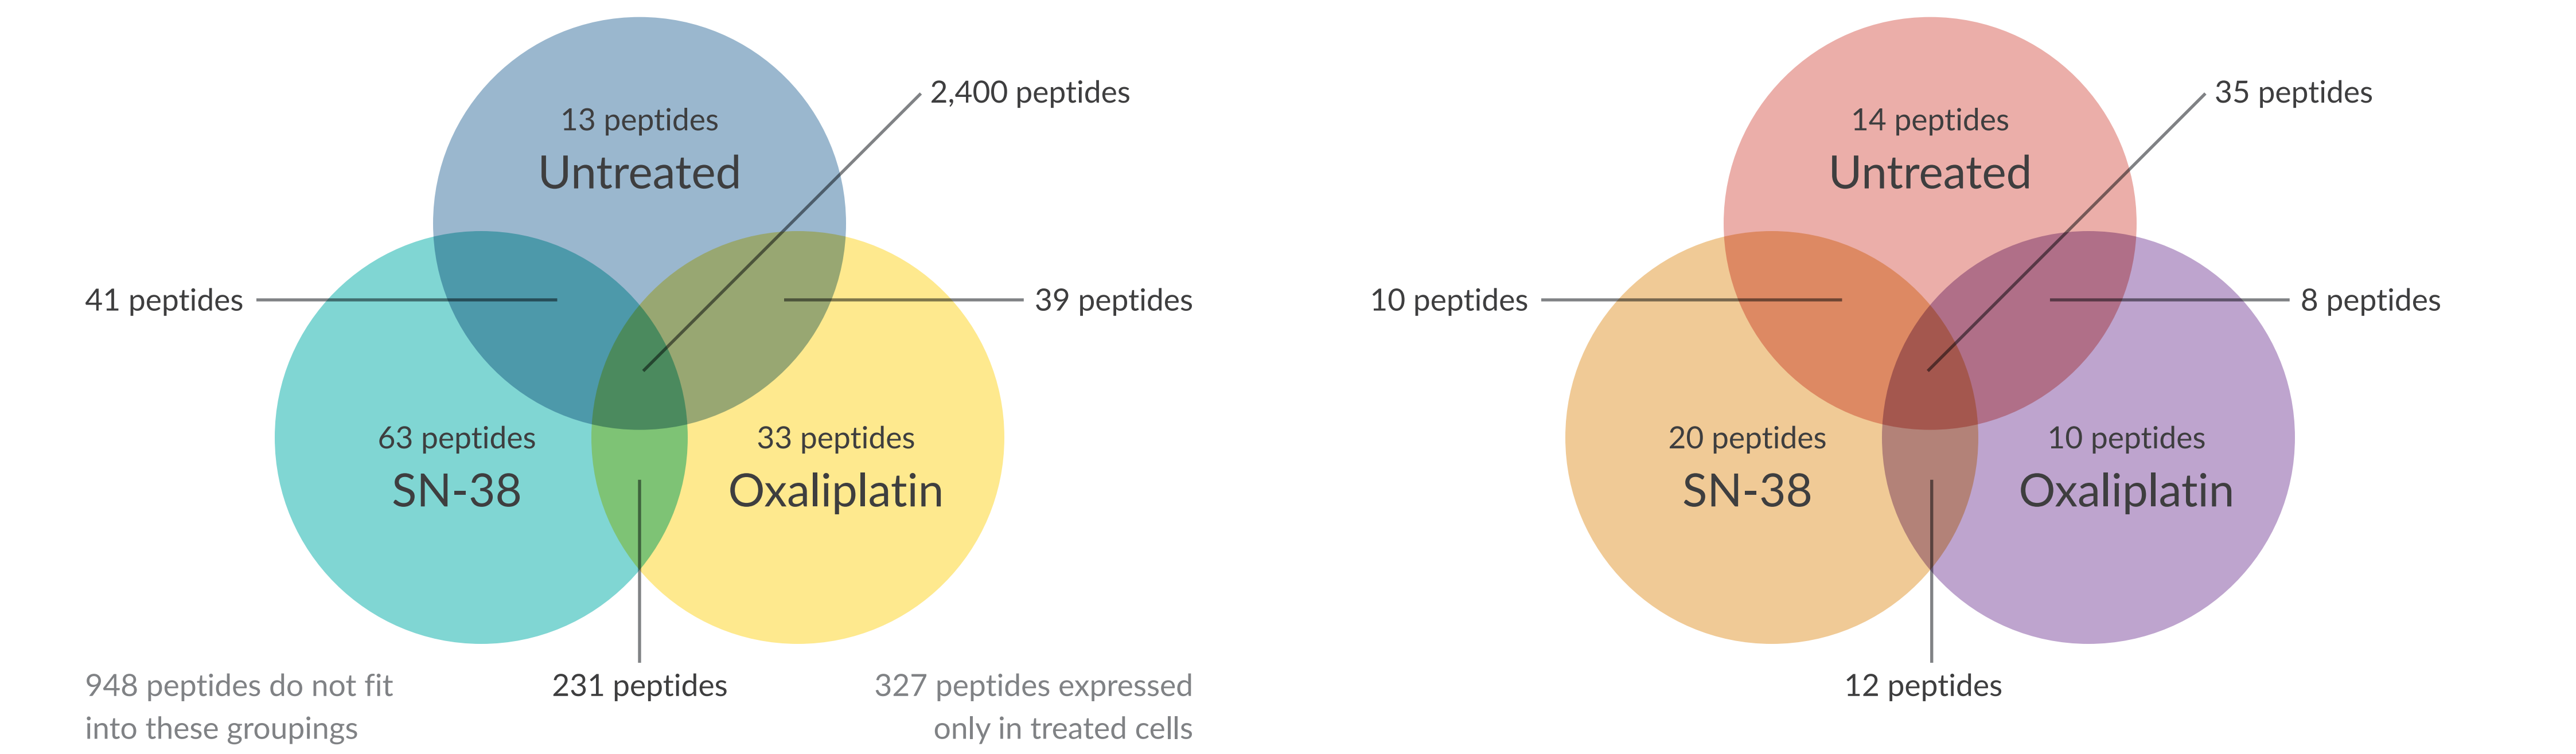 2,400 peptides
13 peptides
Untreated
41 peptides
39 peptides
63 peptides
SN-38
33 peptides
Oxaliplatin
948 peptides do not fit
into these groupings
231 peptides
327 peptides expressed
only in treated cells
35 peptides
14 peptides
Untreated
10 peptides
8 peptides
20 peptides
SN-38
10 peptides
Oxaliplatin
12 peptides